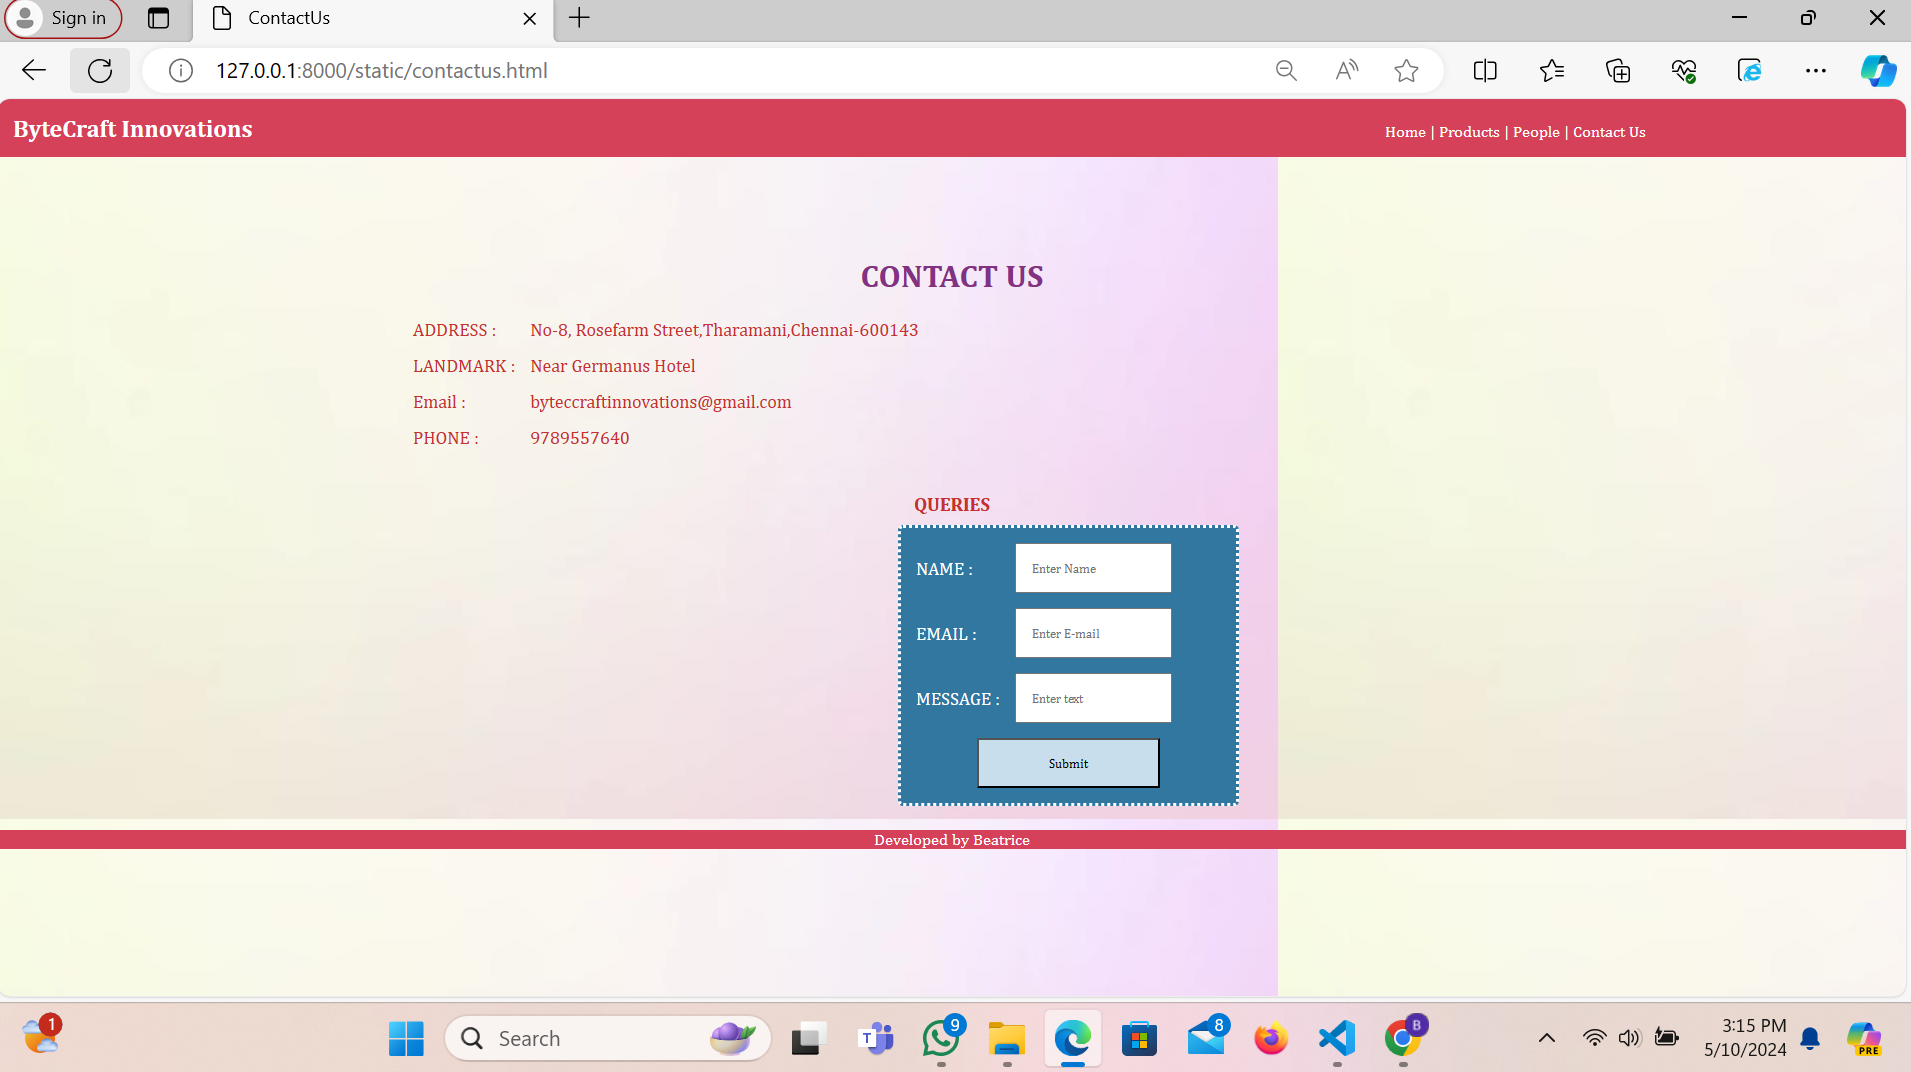 Sign in
ContactUs
127.0.0.1:8000/static/contactus.html
ByteCraft Innovations
Home | Products | People | Contact Us
CONTACT US
ADDRESS : No-8, Rosefarm Street,Tharamani,Chennai-600143
LANDMARK : Near Germanus Hotel
Email : byteccraftinnovations@gmail.com
PHONE : 9789557640
QUERIES
NAME : Enter Name
EMAIL : Enter E-mail
MESSAGE : Enter text
Submit
Developed by Beatrice
1
Search
T
9
8
B
3:15 PM
5/10/2024
PRE